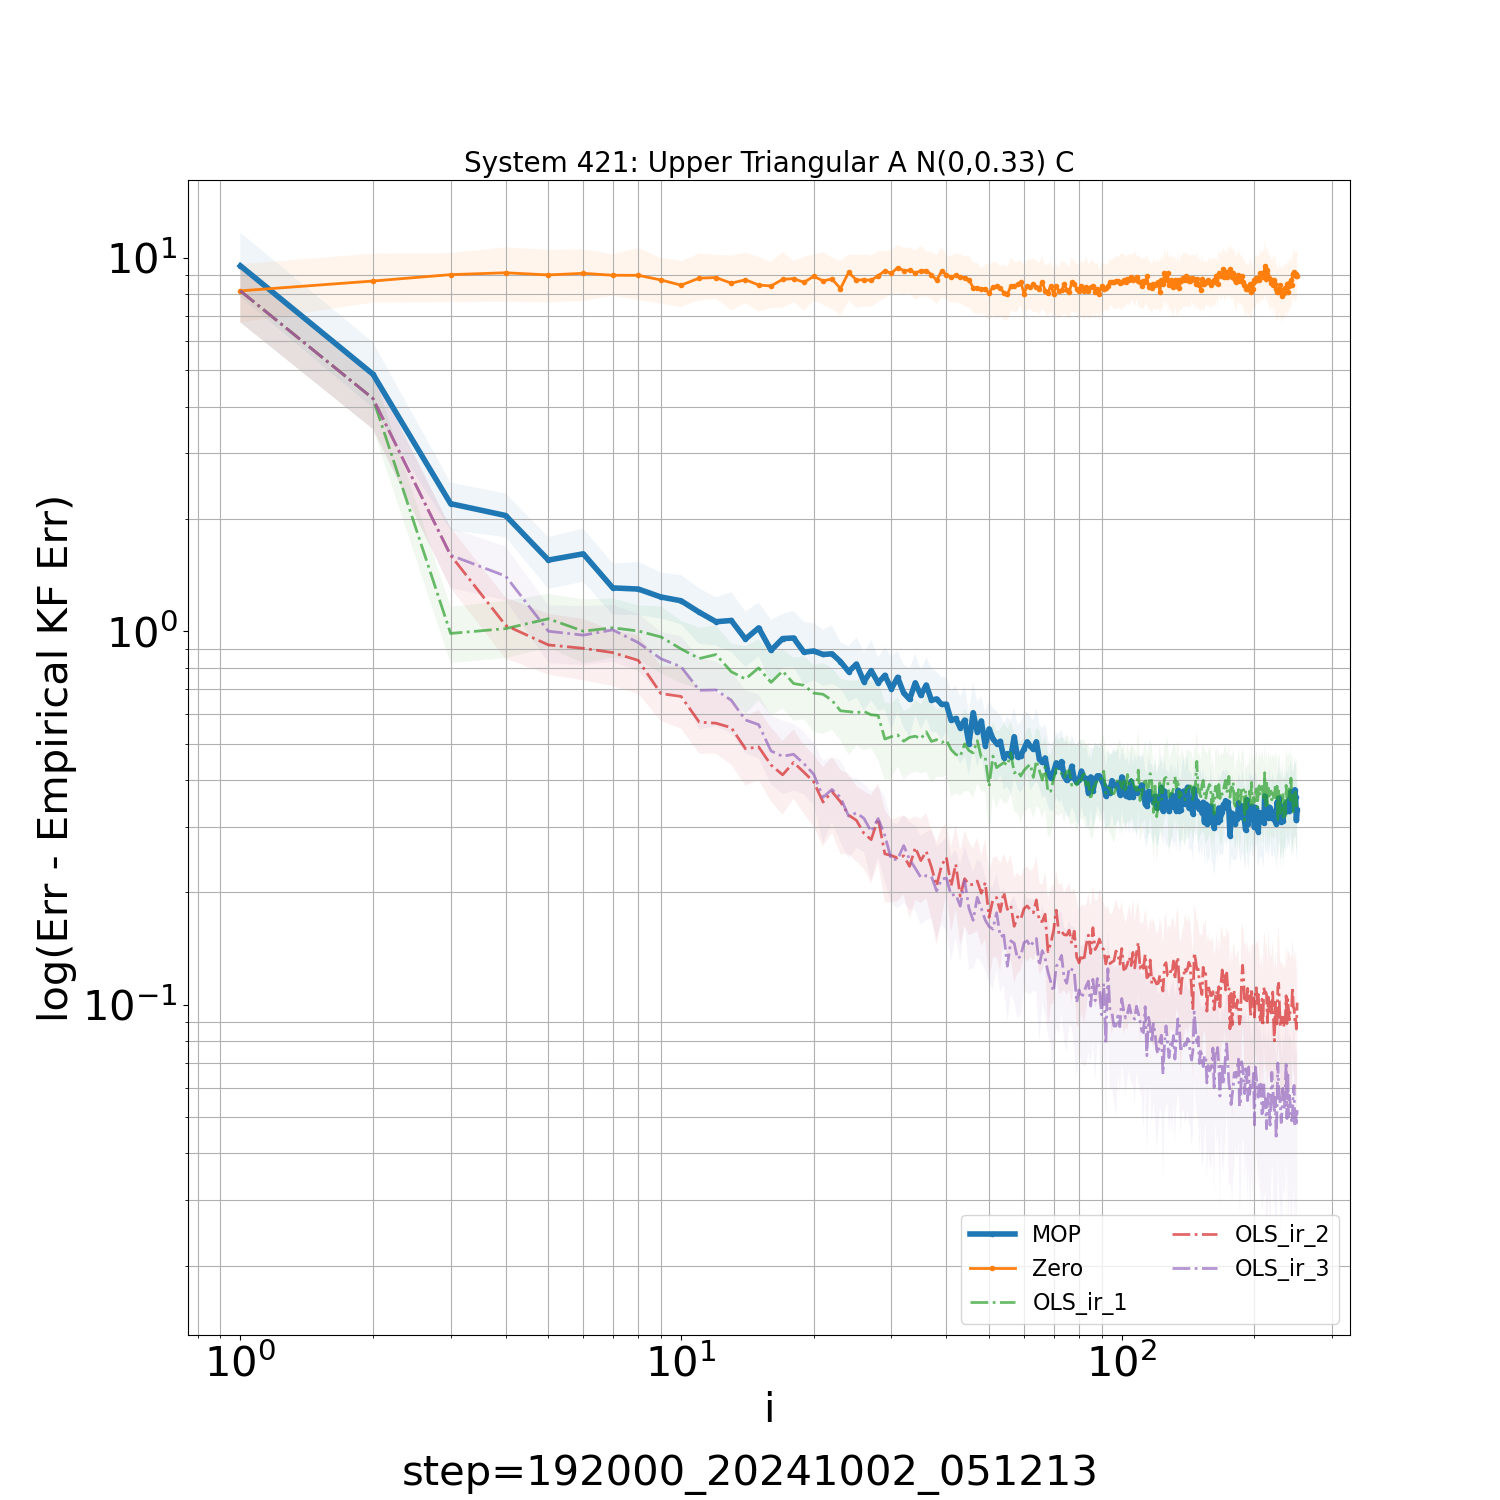 System 421: Upper Triangular A N(0,0.33) C
log(Err - Empirical KF Err)
10¹
10⁰
10⁻¹
10⁰
10¹
10²
i
step=192000_20241002_051213
MOP
Zero
OLS_ir_1
OLS_ir_2
OLS_ir_3